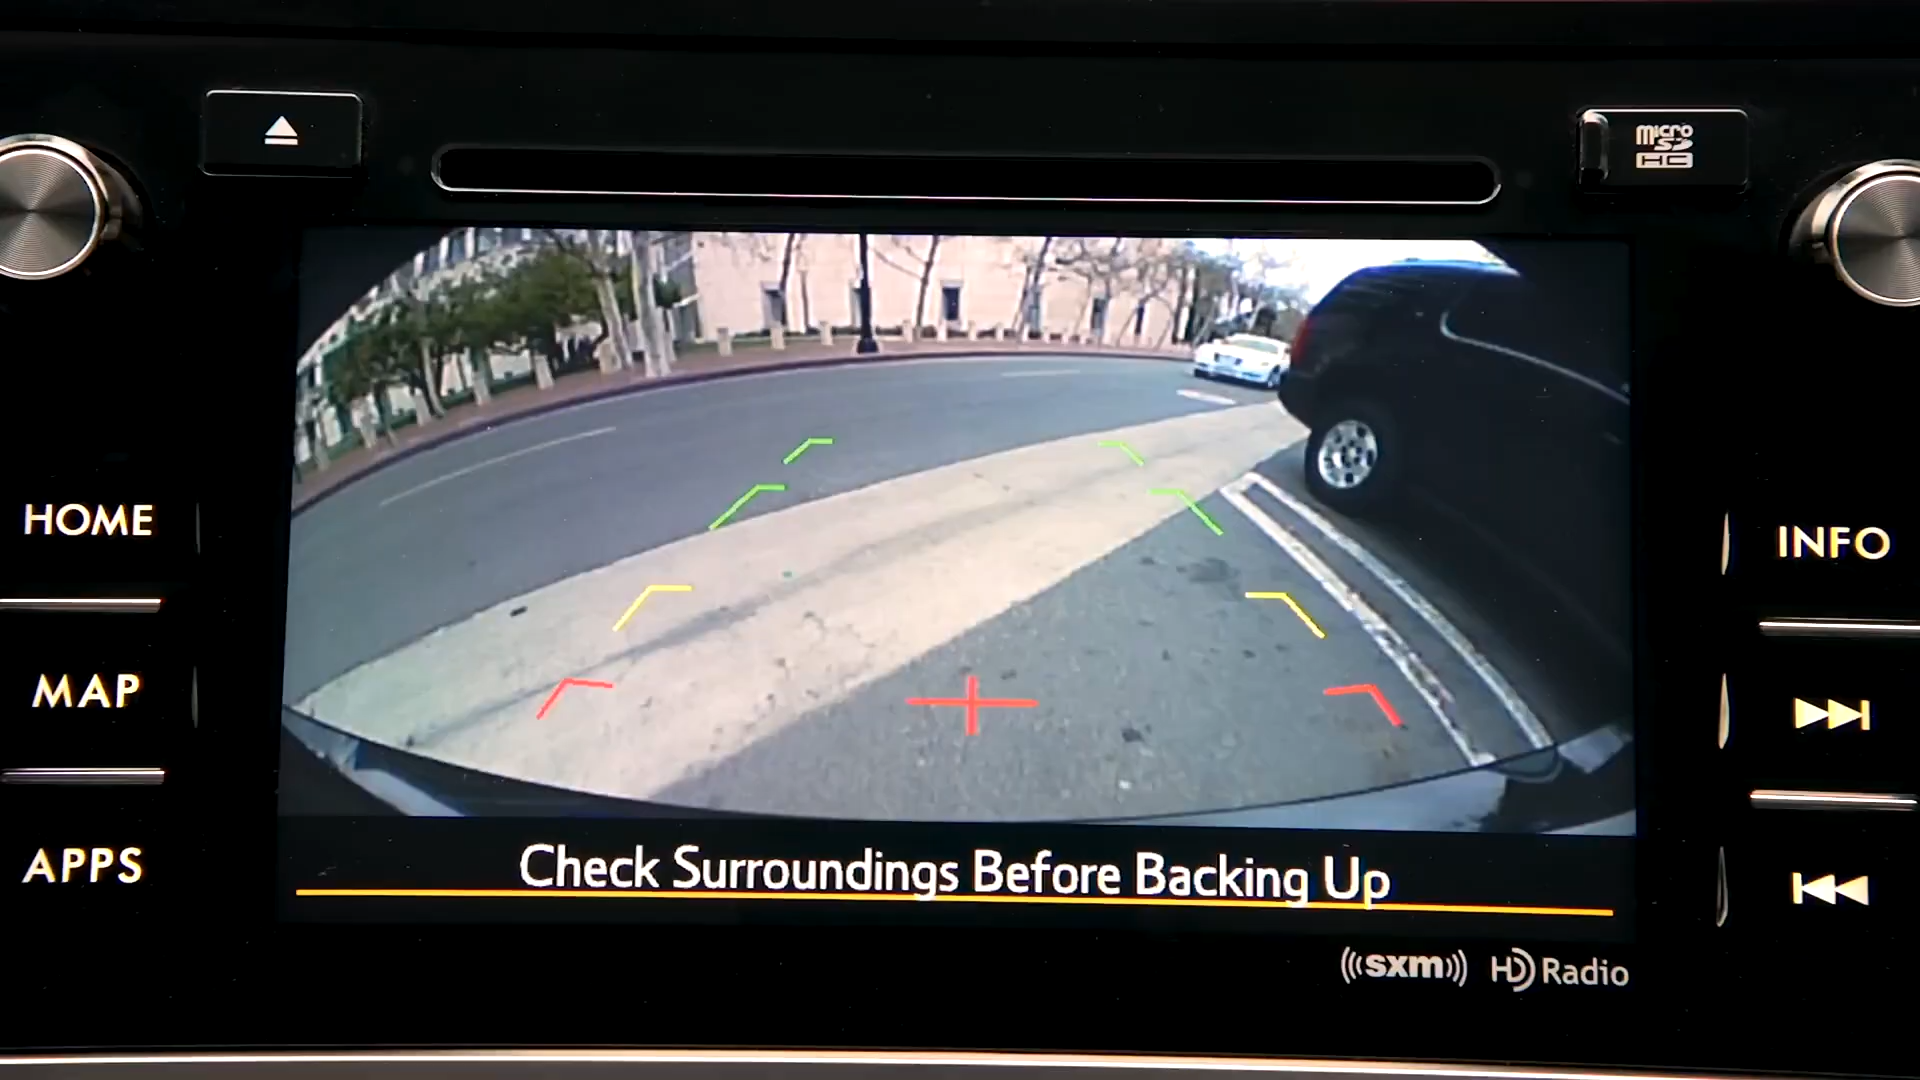 micro
SD
HC
HOME
INFO
MAP
APPS
Check Surroundings Before Backing Up
sxm
HD Radio